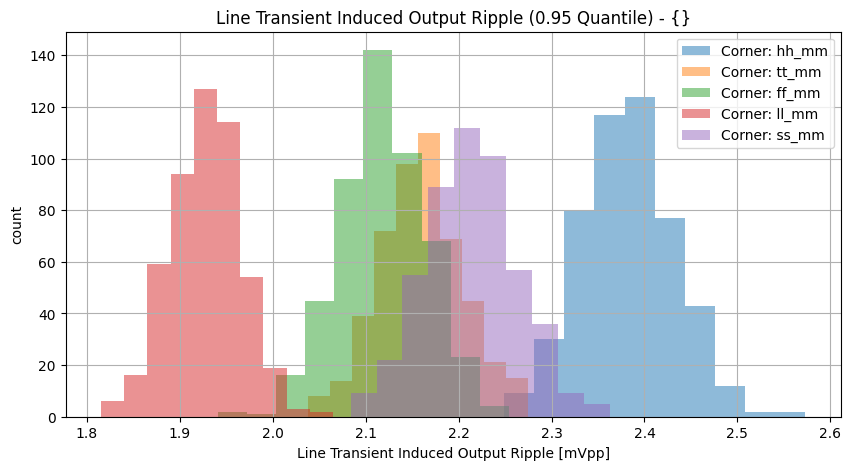 Line Transient Induced Output Ripple (0.95 Quantile) - {}
Corner: hh_mm
Corner: tt_mm
Corner: ff_mm
Corner:ll_mm
Corner: ss_mm
140
120
100
80
60
40
20
0
count
1.8 1.9 2.0 2.1 2.2 2.3 2.4 2.5 2.6
Line Transient Induced Output Ripple [mVpp]